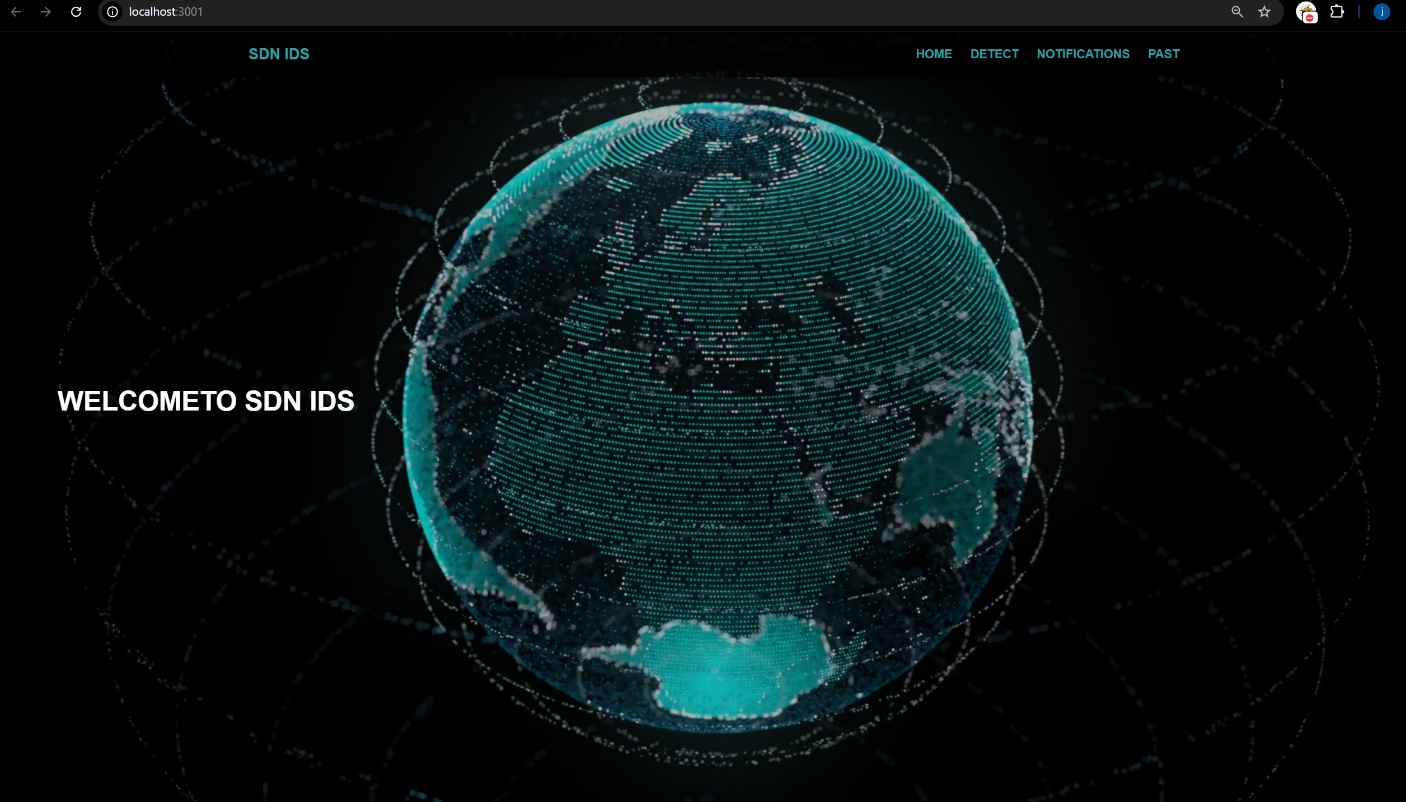 localhost:3001
j
SDN IDS
HOME DETECT NOTIFICATIONS PAST
WELCOMETO SDN IDS